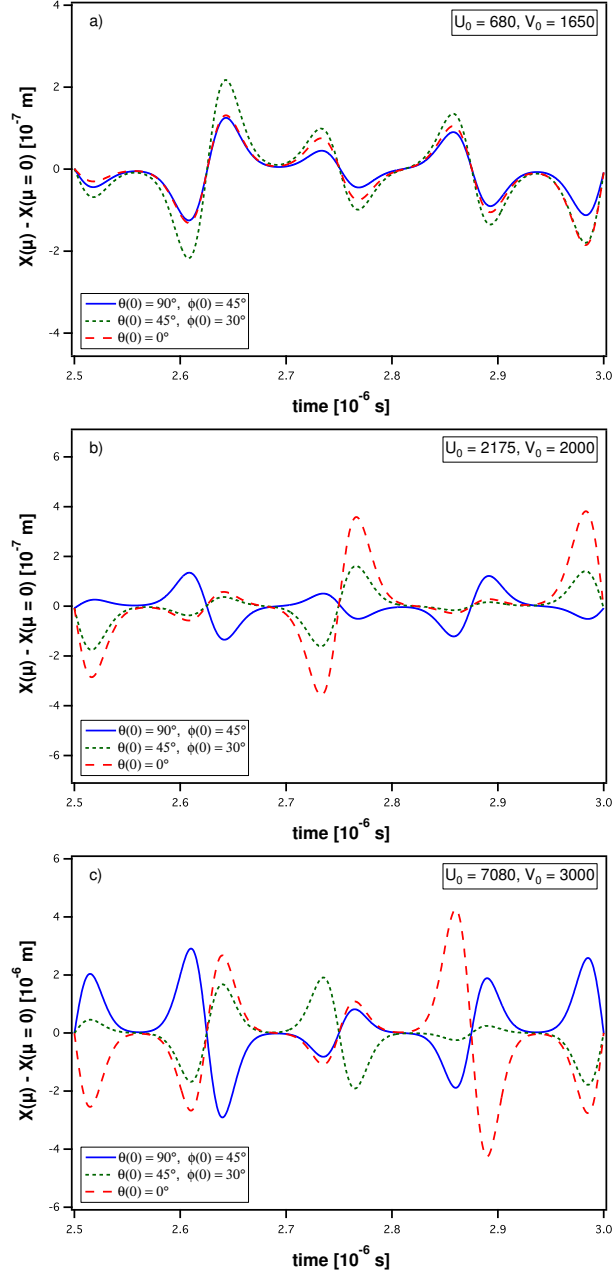 a)
U0 = 680, V0 = 1650
4
2
0
-2
-4
X(μ) - X(μ = 0) [10^-7 m]
θ(0) = 90°, ϕ(0) = 45°
θ(0) = 45°, ϕ(0) = 30°
θ(0) = 0°
2.5 2.6 2.7 2.8 2.9 3.0
time [10^-6 s]
b)
U0 = 2175, V0 = 2000
6
4
2
0
-2
-4
-6
X(μ) - X(μ = 0) [10^-7 m]
θ(0) = 90°, ϕ(0) = 45°
θ(0) = 45°, ϕ(0) = 30°
θ(0) = 0°
2.5 2.6 2.7 2.8 2.9 3.0
time [10^-6 s]
c)
U0 = 7080, V0 = 3000
6
4
2
0
-2
-4
-6
X(μ) - X(μ = 0) [10^-6 m]
θ(0) = 90°, ϕ(0) = 45°
θ(0) = 45°, ϕ(0) = 30°
θ(0) = 0°
2.5 2.6 2.7 2.8 2.9 3.0
time [10^-6 s]